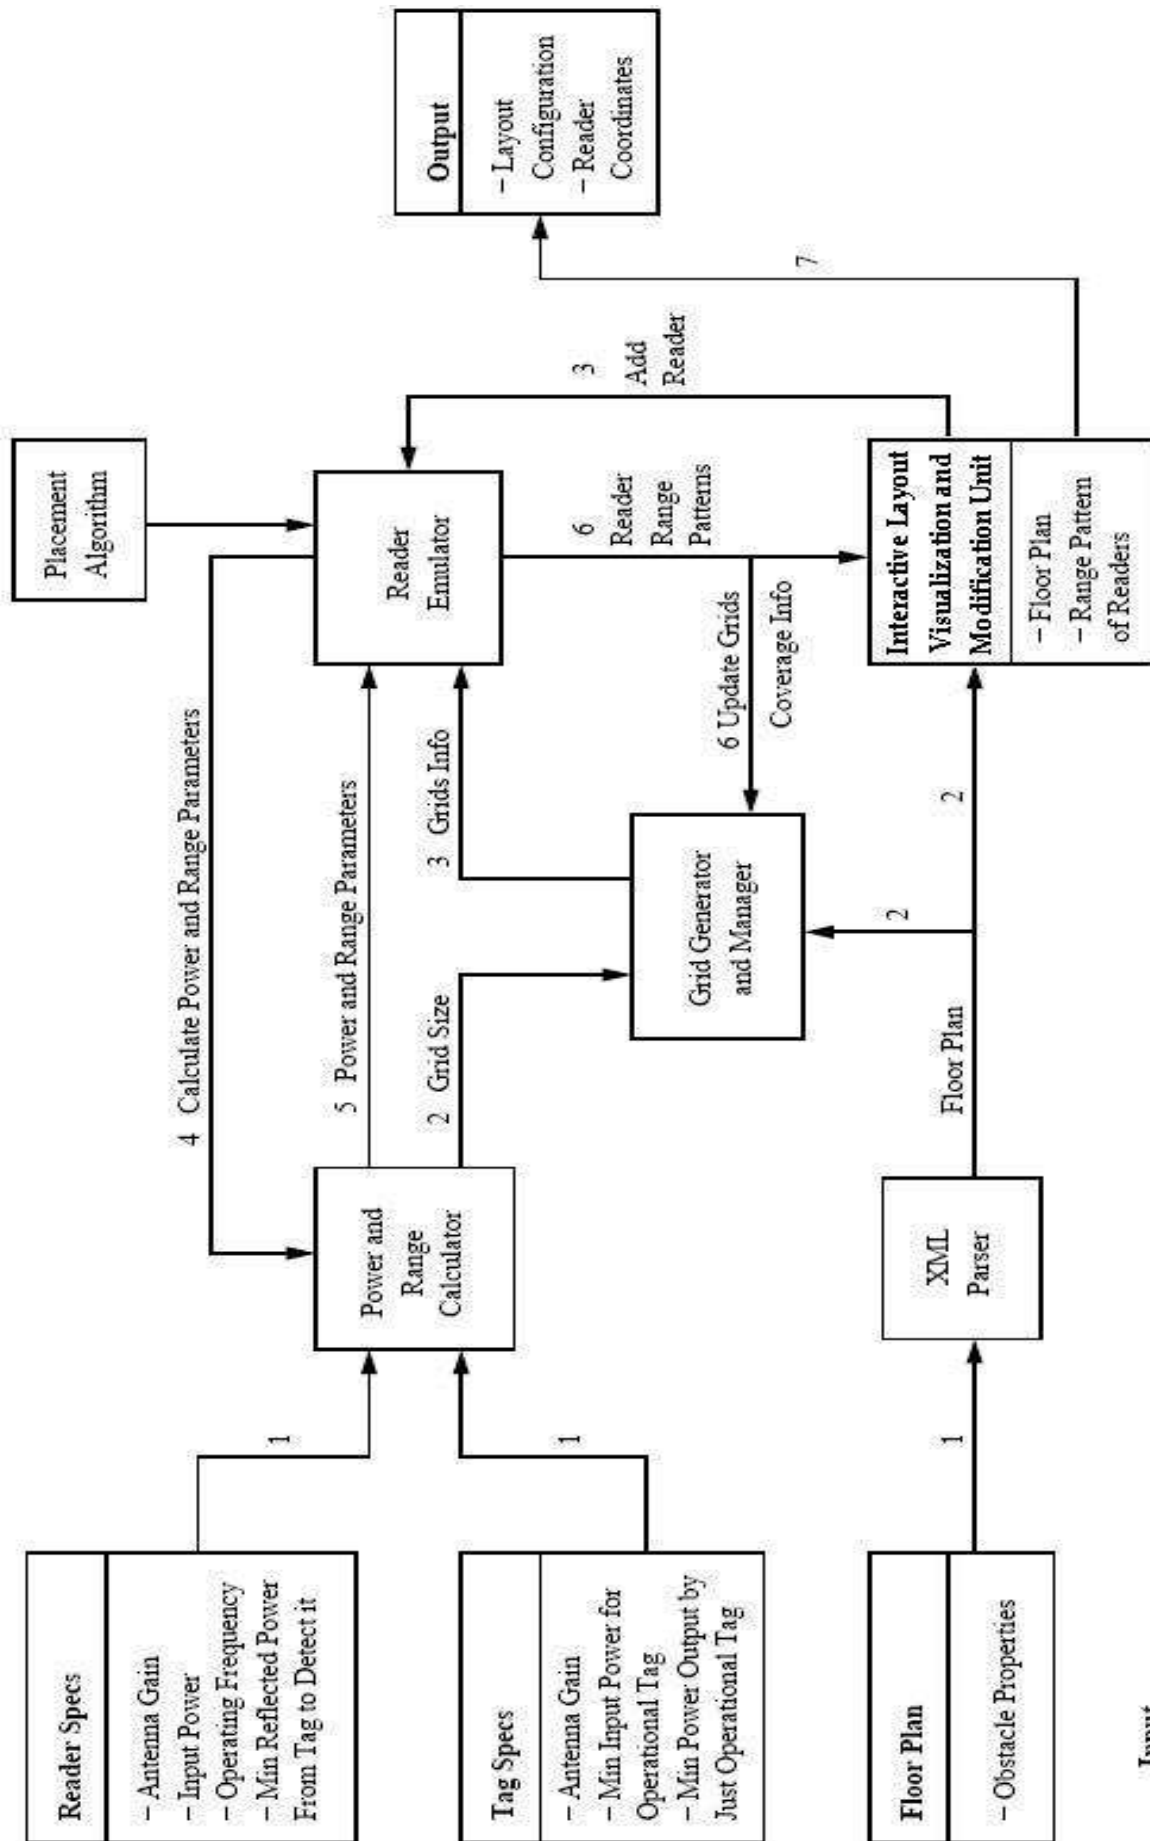 Reader Specs
– Antenna Gain
– Input Power
– Operating Frequency
– Min Reflected Power
From Tag to Detect it
Tag Specs
– Antenna Gain
– Min Input Power for
Operational Tag
– Min Power Output by
Just Operational Tag
Floor Plan
– Obstacle Properties
Input
1
1
1
Power and
Range
Calculator
XML
Parser
4 Calculate Power and Range Parameters
5 Power and Range Parameters
2 Grid Size
3 Grids Info
Grid Generator
and Manager
Floor Plan
2
2
6 Update Grids
Coverage Info
Placement
Algorithm
Reader
Emulator
6
Reader
Range
Patterns
3
Add
Reader
Interactive Layout
Visualization and
Modification Unit
– Floor Plan
– Range Pattern
of Readers
7
Output
– Layout
Configuration
– Reader
Coordinates